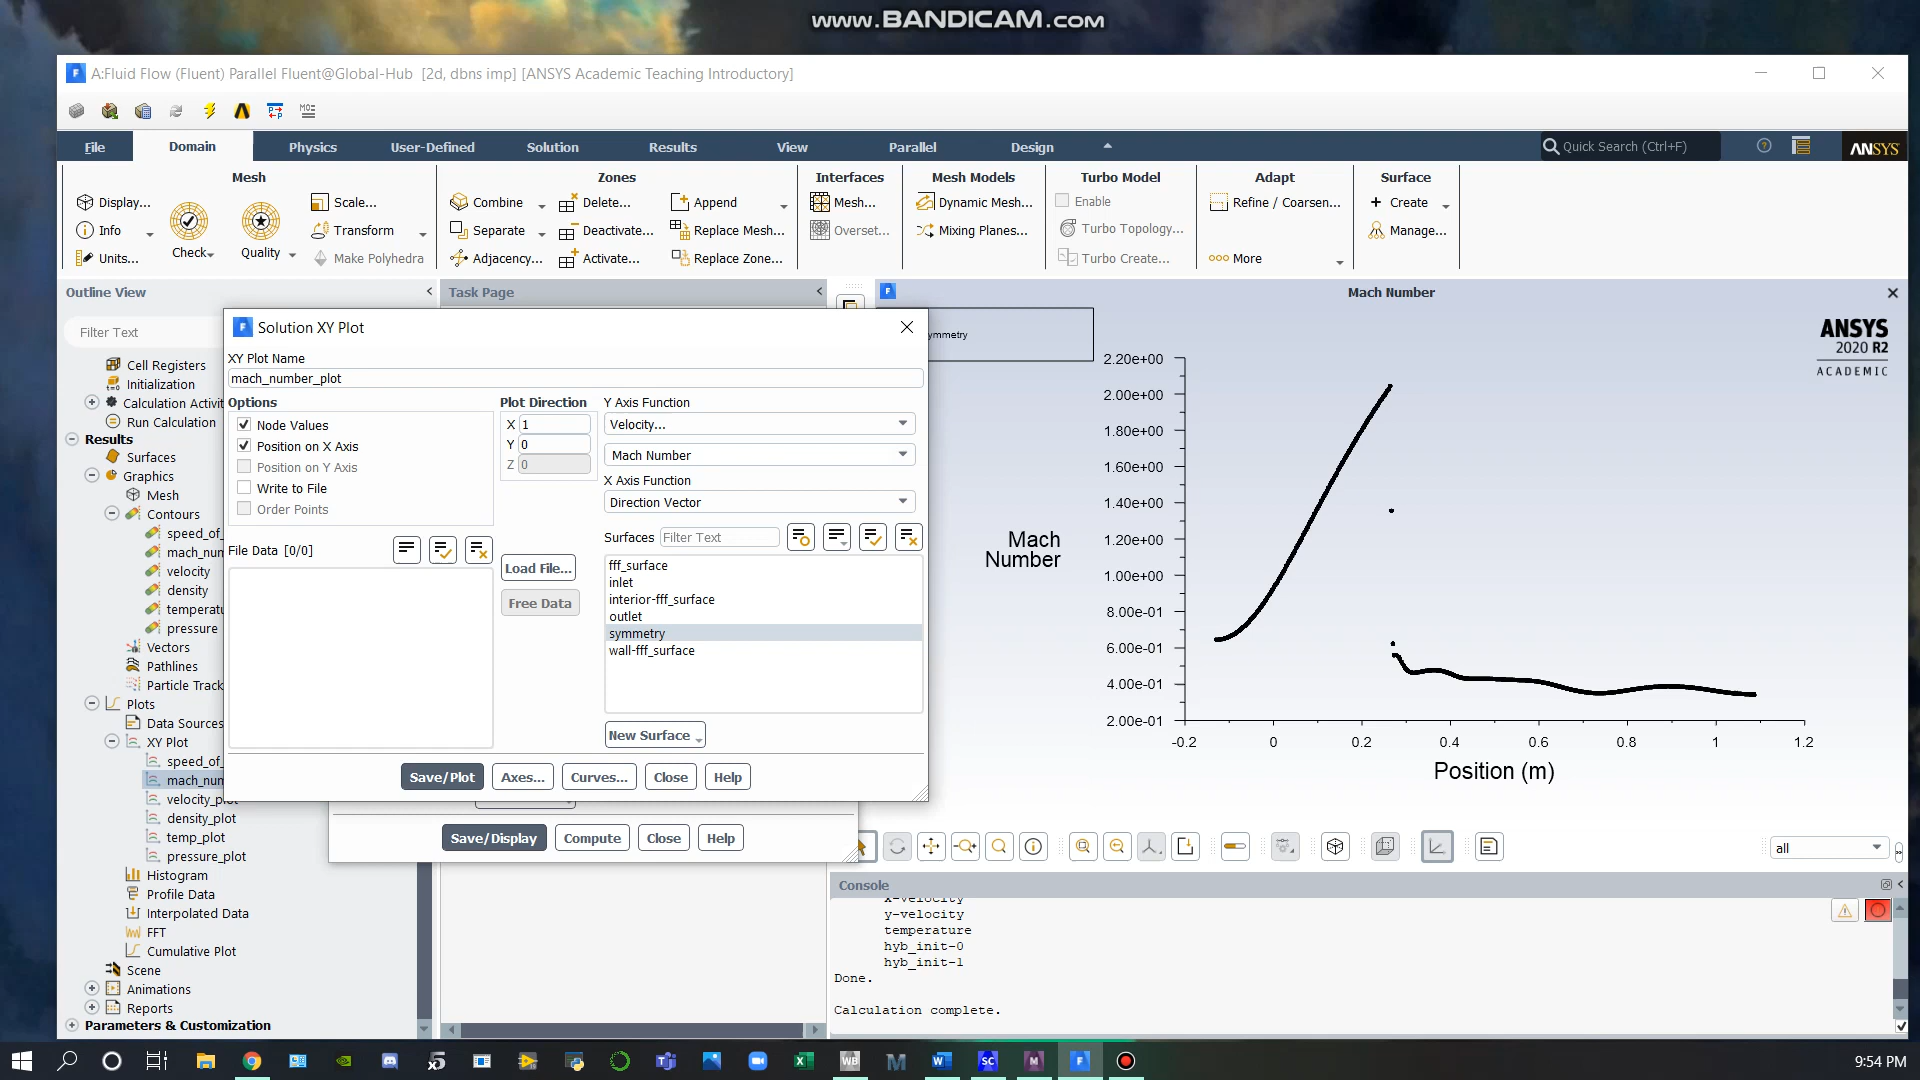 www.BANDICAM.com
A:Fluid Flow (Fluent) Parallel Fluent@Global-Hub [2d, dbns imp] [ANSYS Academic Teaching Introductory]
File Domain Physics User-Defined Solution Results View Parallel Design Quick Search (Ctrl+F) ANSYS
Mesh Zones Interfaces Mesh Models Turbo Model Adapt Surface
Display... Scale... Combine Delete... Append Mesh... Dynamic Mesh... Enable Refine / Coarsen... Create
Info Transform Separate Deactivate... Replace Mesh... Overset... Mixing Planes... Turbo Topology... Manage...
Check Quality
Units... Make Polyhedra Adjacency... Activate... Replace Zone... Turbo Create... More
Outline View Task Page Mach Number
Filter Text
Cell Registers
Initialization
Calculation Activit
Run Calculation
Results
Surfaces
Graphics
Mesh
Contours
speed_of_
mach_num
velocity
density
temperatu
pressure
Vectors
Pathlines
Particle Track
Plots
Data Sources
XY Plot
speed_of_
mach_num
velocity_plot
density_plot
temp_plot
pressure_plot
Histogram
Profile Data
Interpolated Data
FFT
Cumulative Plot
Scene
Animations
Reports
Parameters & Customization
Solution XY Plot
XY Plot Name
mach_number_plot
Options Plot Direction Y Axis Function
Node Values X 1 Velocity...
Position on X Axis Y 0 Mach Number
Position on Y Axis Z 0
X Axis Function
Write to File Direction Vector
Order Points
File Data [0/0] Surfaces Filter Text
Load File...
Free Data
fff_surface
inlet
interior-fff_surface
outlet
symmetry
wall-fff_surface
New Surface
Save/Plot Axes... Curves... Close Help
Save/Display Compute Close Help
ymmetry
ANSYS
2020 R2
ACADEMIC
2.20e+00
2.00e+00
1.80e+00
1.60e+00
1.40e+00
1.20e+00
1.00e+00
8.00e-01
6.00e-01
4.00e-01
2.00e-01
Mach
Number
-0.2 0 0.2 0.4 0.6 0.8 1 1.2
Position (m)
all
Console
x-velocity
y-velocity
temperature
hyb_init-0
hyb_init-1
Done.
Calculation complete.
9:54 PM